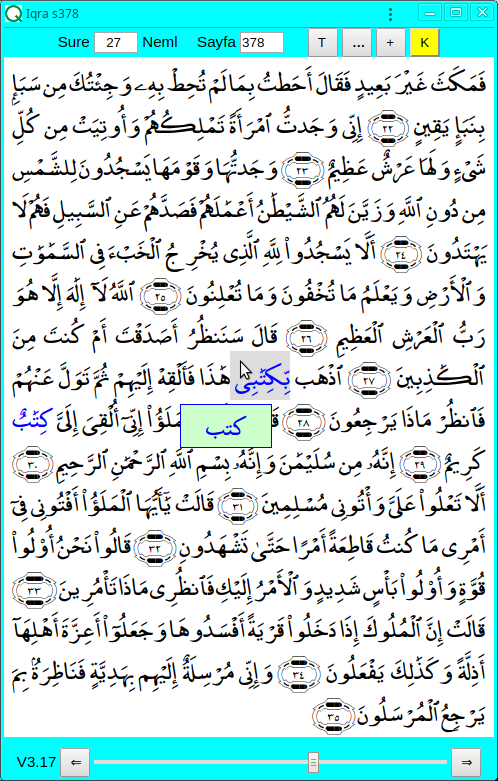 Iqra s378
Sure 27 Neml Sayfa 378 T ... + K
فَمَكَثَ غَيْرَ بَعِيدٍ فَقَالَ أَحَطتُ بِمَا لَمْ تُحِطْ بِهِۦ وَجِئْتُكَ مِن سَبَإٍۭ
بِنَبَإٍ يَقِينٍ ٢٢ إِنِّى وَجَدتُّ ٱمْرَأَةً تَمْلِكُهُمْ وَأُوتِيَتْ مِن كُلِّ
شَىْءٍ وَلَهَا عَرْشٌ عَظِيمٌ ٢٣ وَجَدتُّهَا وَقَوْمَهَا يَسْجُدُونَ لِلشَّمْسِ
مِن دُونِ ٱللَّهِ وَزَيَّنَ لَهُمُ ٱلشَّيْطَٰنُ أَعْمَٰلَهُمْ فَصَدَّهُمْ عَنِ ٱلسَّبِيلِ فَهُمْ لَا
يَهْتَدُونَ ٢٤ أَلَّا يَسْجُدُوا۟ لِلَّهِ ٱلَّذِى يُخْرِجُ ٱلْخَبْءَ فِى ٱلسَّمَٰوَٰتِ
وَٱلْأَرْضِ وَيَعْلَمُ مَا تُخْفُونَ وَمَا تُعْلِنُونَ ٢٥ ٱللَّهُ لَآ إِلَٰهَ إِلَّا هُوَ
رَبُّ ٱلْعَرْشِ ٱلْعَظِيمِ ٢٦ قَالَ سَنَنظُرُ أَصَدَقْتَ أَمْ كُنتَ مِنَ
ٱلْكَٰذِبِينَ ٢٧ ٱذْهَب بِّكِتَٰبِى هَٰذَا فَأَلْقِهْ إِلَيْهِمْ ثُمَّ تَوَلَّ عَنْهُمْ
فَٱنظُرْ مَاذَا يَرْجِعُونَ ٢٨ إِنِّىٓ أُلْقِىَ إِلَىَّ كِتَٰبٌ
كتب
كَرِيمٌ ٢٩ إِنَّهُۥ مِن سُلَيْمَٰنَ وَإِنَّهُۥ بِسْمِ ٱللَّهِ ٱلرَّحْمَٰنِ ٱلرَّحِيمِ ٣٠
أَلَّا تَعْلُوا۟ عَلَىَّ وَأْتُونِى مُسْلِمِينَ ٣١ قَالَتْ يَٰٓأَيُّهَا ٱلْمَلَؤُا۟ أَفْتُونِى فِىٓ
أَمْرِى مَا كُنتُ قَاطِعَةً أَمْرًا حَتَّىٰ تَشْهَدُونِ ٣٢ قَالُوا۟ نَحْنُ أُو۟لُوا۟
قُوَّةٍ وَأُو۟لُوا۟ بَأْسٍ شَدِيدٍ وَٱلْأَمْرُ إِلَيْكِ فَٱنظُرِى مَاذَا تَأْمُرِينَ ٣٣
قَالَتْ إِنَّ ٱلْمُلُوكَ إِذَا دَخَلُوا۟ قَرْيَةً أَفْسَدُوهَا وَجَعَلُوٓا۟ أَعِزَّةَ أَهْلِهَآ
أَذِلَّةً وَكَذَٰلِكَ يَفْعَلُونَ ٣٤ وَإِنِّى مُرْسِلَةٌ إِلَيْهِم بِهَدِيَّةٍ فَنَاظِرَةٌۢ بِمَ
يَرْجِعُ ٱلْمُرْسَلُونَ ٣٥
V3.17 ⇐ ⇒